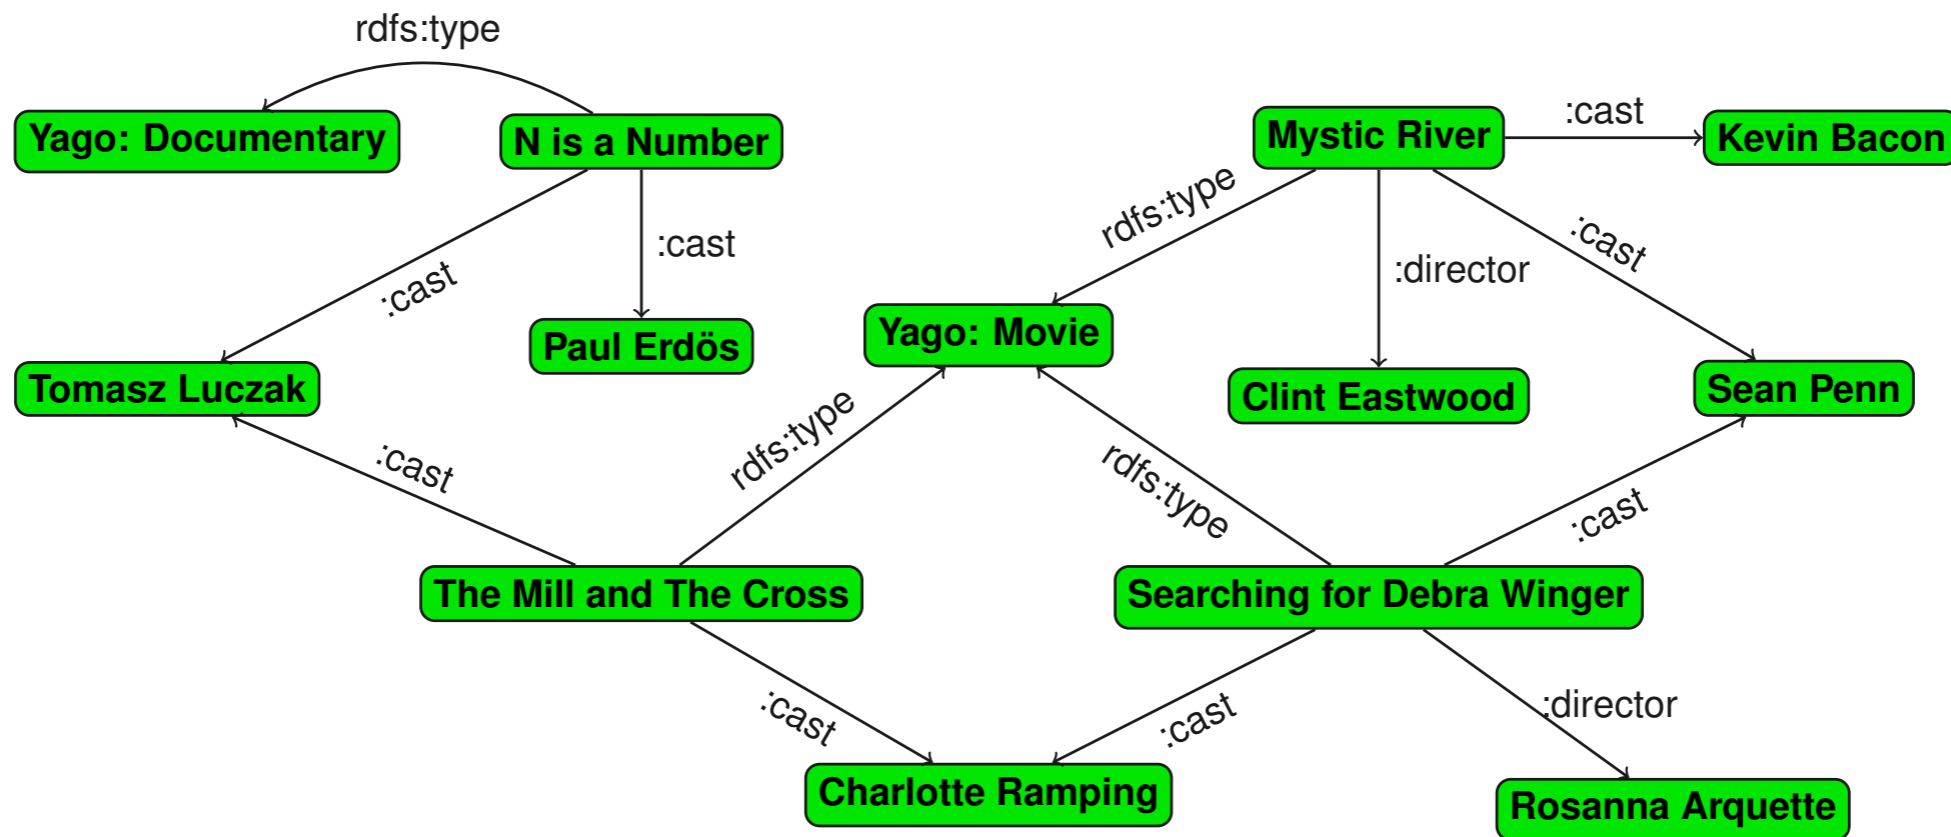 rdfs:type
Yago: Documentary
N is a Number
Mystic River
:cast
Kevin Bacon
rdfs:type
:cast
:cast
:director
:cast
Yago: Movie
Paul Erdös
Tomasz Luczak
Clint Eastwood
Sean Penn
:cast
rdfs:type
rdfs:type
:cast
The Mill and The Cross
Searching for Debra Winger
:cast
:cast
:director
Charlotte Ramping
Rosanna Arquette